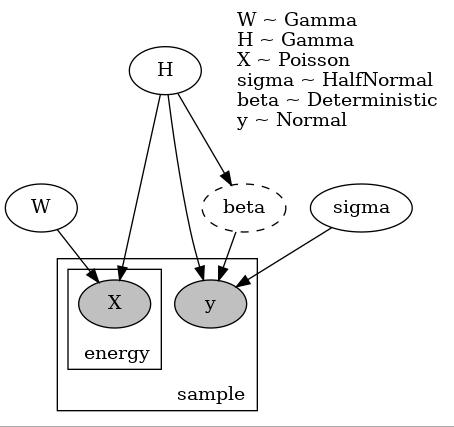 W ~ Gamma
H ~ Gamma
X ~ Poisson
sigma ~ HalfNormal
beta ~ Deterministic
y ~ Normal
H
W
beta
sigma
X
y
energy
sample